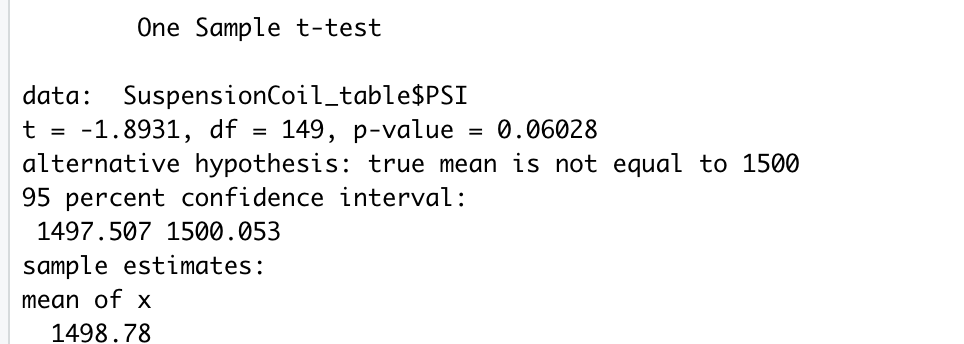 One Sample t-test
data:  SuspensionCoil_table$PSI
t = -1.8931, df = 149, p-value = 0.06028
alternative hypothesis: true mean is not equal to 1500
95 percent confidence interval:
1497.507 1500.053
sample estimates:
mean of x
1498.78